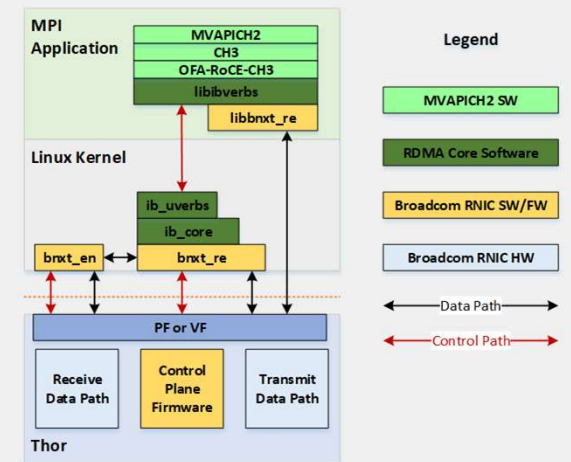 MPI
Application
MVAPICH2
CH3
OFA-RoCE-CH3
libibverbs
libbnxt_re
Linux Kernel
ib_uverbs
ib_core
bnxt_en
bnxt_re
PF or VF
Receive
Data Path
Control
Plane
Firmware
Transmit
Data Path
Thor
Legend
MVAPICH2 SW
RDMA Core Software
Broadcom RNIC SW/FW
Broadcom RNIC HW
Data Path
Control Path